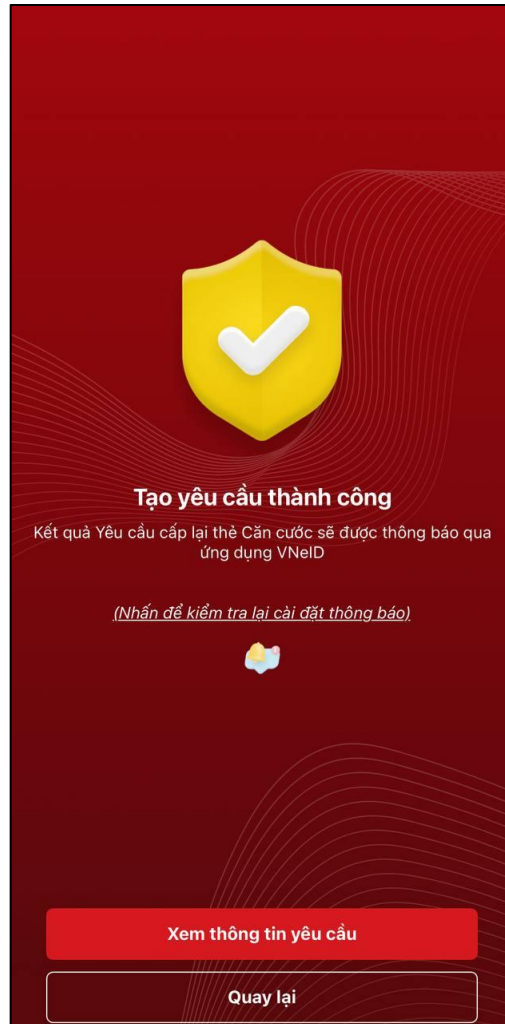 Tạo yêu cầu thành công
Kết quả Yêu cầu cấp lại thẻ Căn cước sẽ được thông báo qua
ứng dụng VNeID
(Nhấn để kiểm tra lại cài đặt thông báo)
Xem thông tin yêu cầu
Quay lại